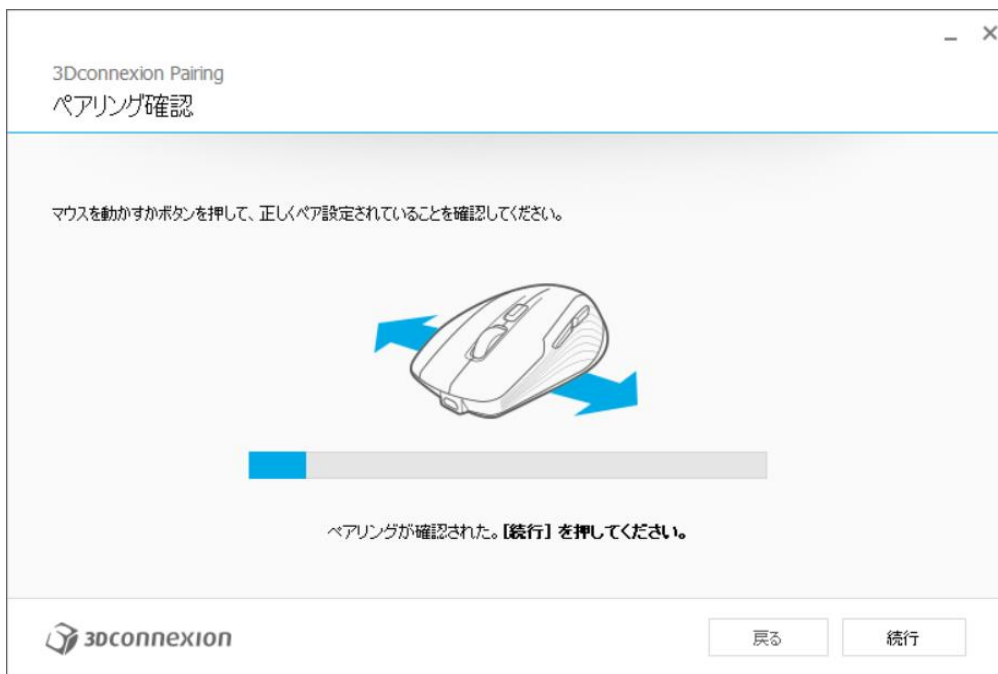 3Dconnexion Pairing
ペアリング確認
マウスを動かすかボタンを押して、正しくペア設定されていることを確認してください。
ペアリングが確認された。[続行] を押してください。
3Dconnexion
戻る
続行